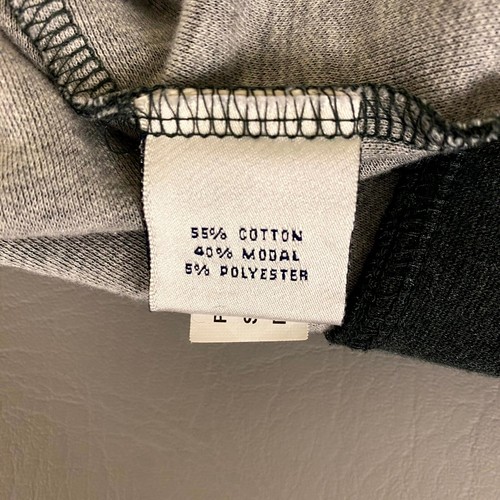 55% COTTON
40% MODAL
5% POLYESTER